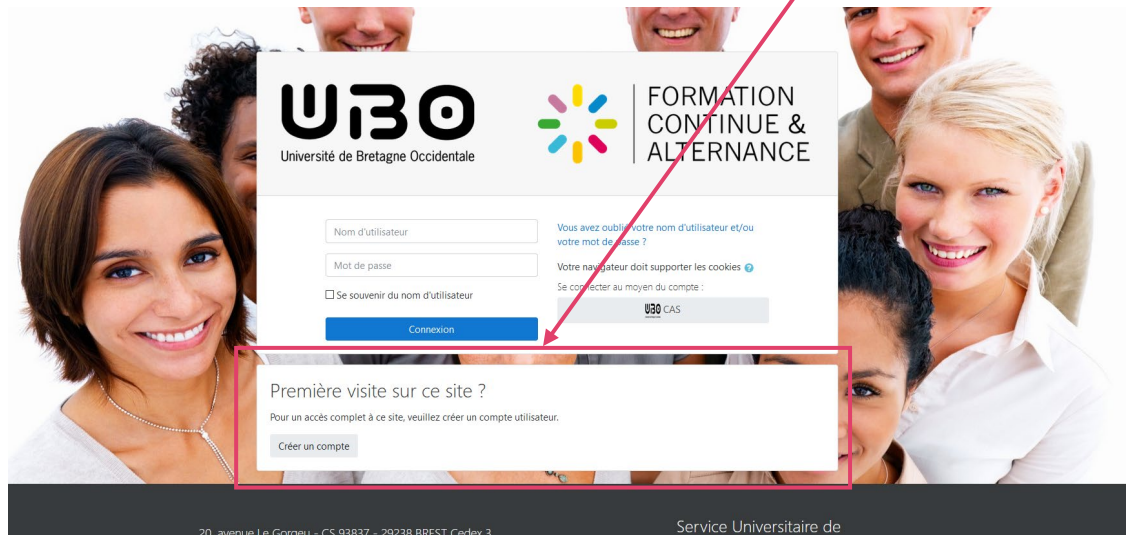 UBO
Université de Bretagne Occidentale
FORMATION
CONTINUE &
ALTERNANCE
Nom d'utilisateur
Mot de passe
Se souvenir du nom d'utilisateur
Connexion
Vous avez oublié votre nom d'utilisateur et/ou
votre mot de passe ?
Votre navigateur doit supporter les cookies
Se connecter au moyen du compte :
UBO CAS
Première visite sur ce site ?
Pour un accès complet à ce site, veuillez créer un compte utilisateur.
Créer un compte
20, avenue Le Gorgeu - CS 93837 - 29238 BREST Cedex 3
Service Universitaire de